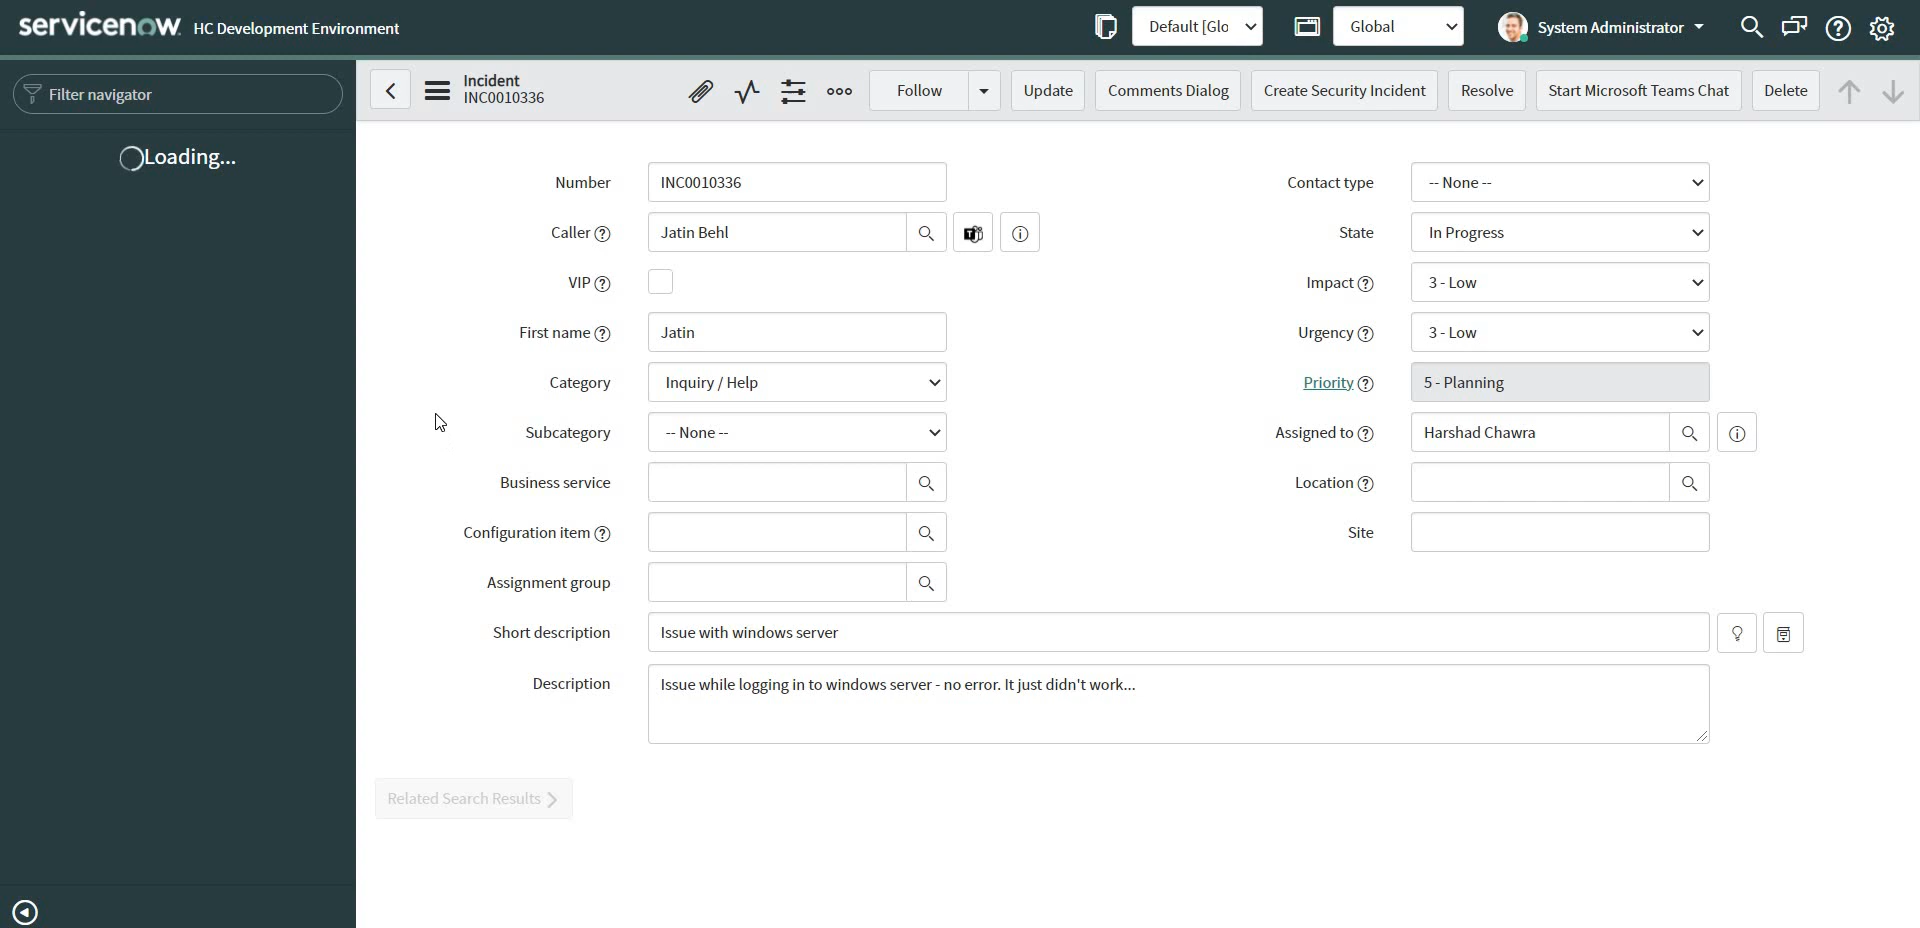 servicenow. HC Development Environment
Default [Glo
Global
System Administrator
Filter navigator
Loading...
Incident
INC0010336
Follow
Update
Comments Dialog
Create Security Incident
Resolve
Start Microsoft Teams Chat
Delete
Number
INC0010336
Contact type
-- None --
Caller
Jatin Behl
State
In Progress
VIP
Impact
3 - Low
First name
Jatin
Urgency
3 - Low
Category
Inquiry / Help
Priority
5 - Planning
Subcategory
-- None --
Assigned to
Harshad Chawra
Business service
Location
Configuration item
Site
Assignment group
Short description
Issue with windows server
Description
Issue while logging in to windows server - no error. It just didn't work...
Related Search Results